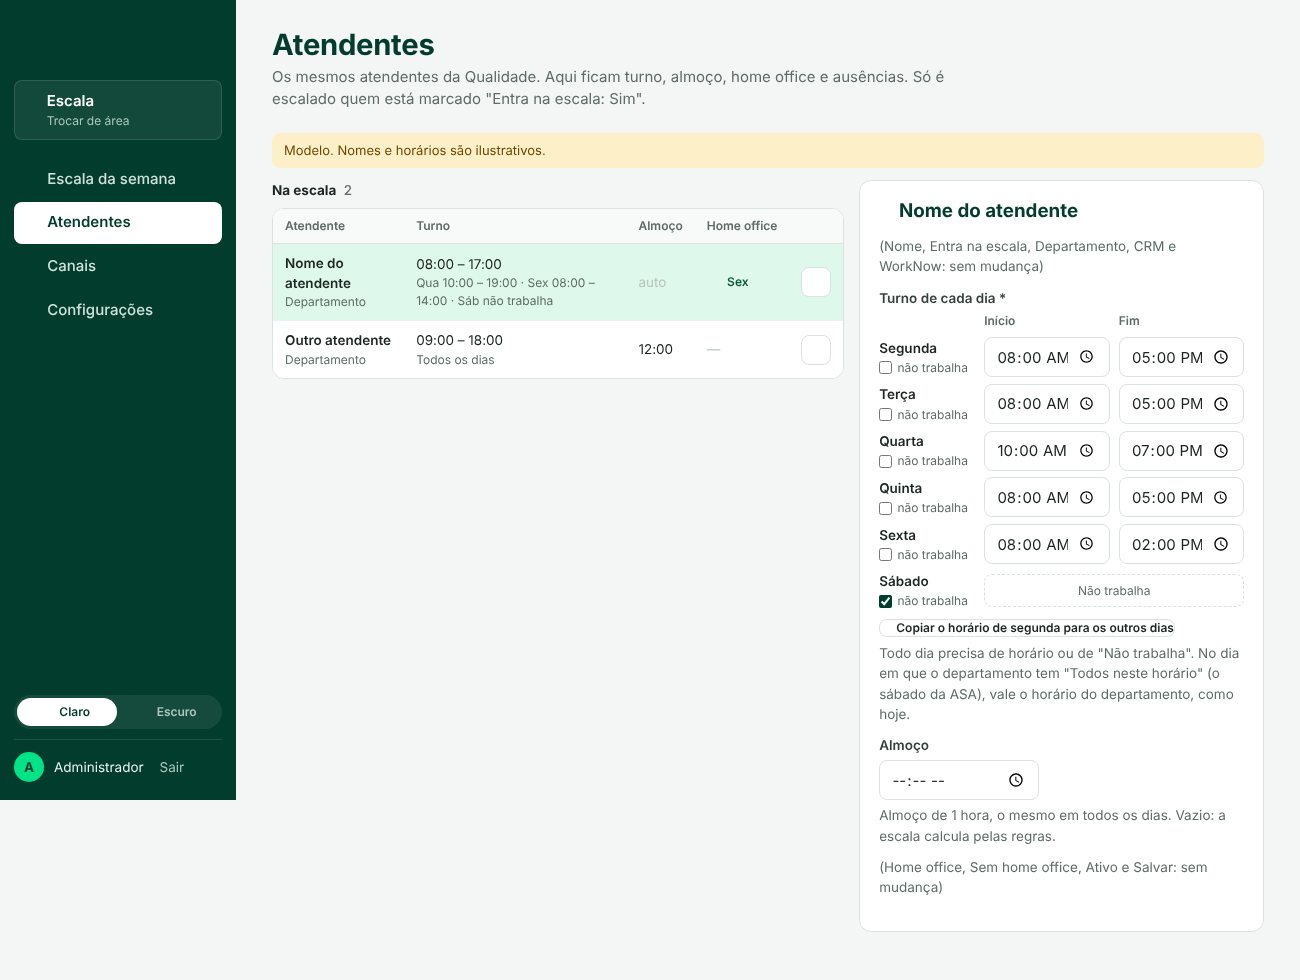 Escala
Trocar de área
Escala da semana
Atendentes
Canais
Configurações
Claro
Escuro
A
Administrador
Sair
Atendentes
Os mesmos atendentes da Qualidade. Aqui ficam turno, almoço, home office e ausências. Só é
escalado quem está marcado "Entra na escala: Sim".
Modelo. Nomes e horários são ilustrativos.
Na escala 2
Atendente Turno Almoço Home office
Nome do
atendente
Departamento
08:00 – 17:00
Qua 10:00 – 19:00 · Sex 08:00 –
14:00 · Sáb não trabalha
auto
Sex
Outro atendente
Departamento
09:00 – 18:00
Todos os dias
12:00
—
Nome do atendente
(Nome, Entra na escala, Departamento, CRM e
WorkNow: sem mudança)
Turno de cada dia *
Início Fim
Segunda
não trabalha
08:00 AM 05:00 PM
Terça
não trabalha
08:00 AM 05:00 PM
Quarta
não trabalha
10:00 AM 07:00 PM
Quinta
não trabalha
08:00 AM 05:00 PM
Sexta
não trabalha
08:00 AM 02:00 PM
Sábado
não trabalha
Não trabalha
Copiar o horário de segunda para os outros dias
Todo dia precisa de horário ou de "Não trabalha". No dia
em que o departamento tem "Todos neste horário" (o
sábado da ASA), vale o horário do departamento, como
hoje.
Almoço
--:-- --
Almoço de 1 hora, o mesmo em todos os dias. Vazio: a
escala calcula pelas regras.
(Home office, Sem home office, Ativo e Salvar: sem
mudança)